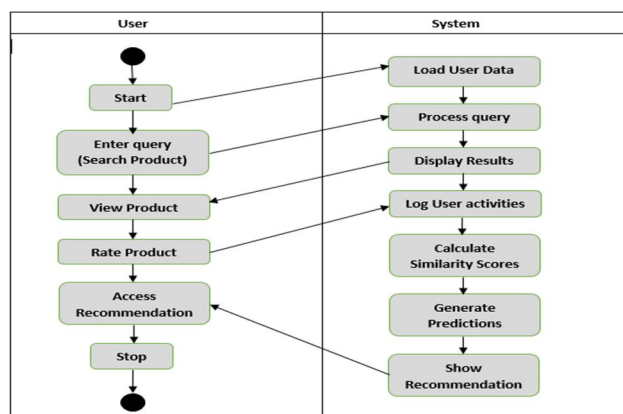 User
System
Start
Enter query
(Search Product)
View Product
Rate Product
Access
Recommendation
Stop
Load User Data
Process query
Display Results
Log User activities
Calculate
Similarity Scores
Generate
Predictions
Show
Recommendation